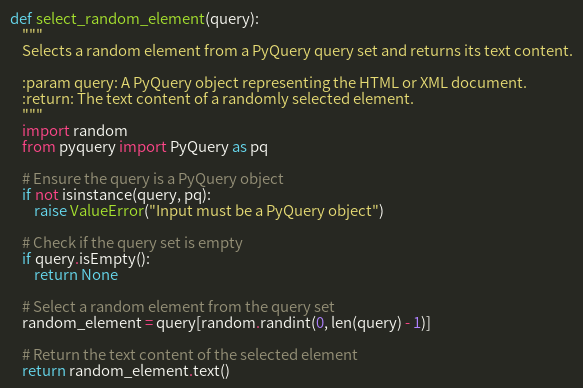 def select_random_element(query):
    """
    Selects a random element from a PyQuery query set and returns its text content.

    :param query: A PyQuery object representing the HTML or XML document.
    :return: The text content of a randomly selected element.
    """
    import random
    from pyquery import PyQuery as pq

    # Ensure the query is a PyQuery object
    if not isinstance(query, pq):
        raise ValueError("Input must be a PyQuery object")

    # Check if the query set is empty
    if query.isEmpty():
        return None

    # Select a random element from the query set
    random_element = query[random.randint(0, len(query) - 1)]

    # Return the text content of the selected element
    return random_element.text()